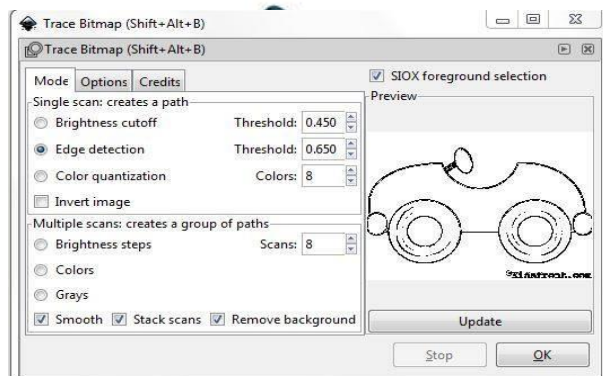 Trace Bitmap (Shift+Alt+B)
Trace Bitmap (Shift+Alt+B)
Mode Options Credits
SIOX foreground selection
Single scan: creates a path
Preview
Brightness cutoff Threshold: 0.450
Edge detection Threshold: 0.650
Color quantization Colors: 8
Invert image
Multiple scans: creates a group of paths
Brightness steps Scans: 8
Colors
Grays
Smooth Stack scans Remove background
Update
Stop OK